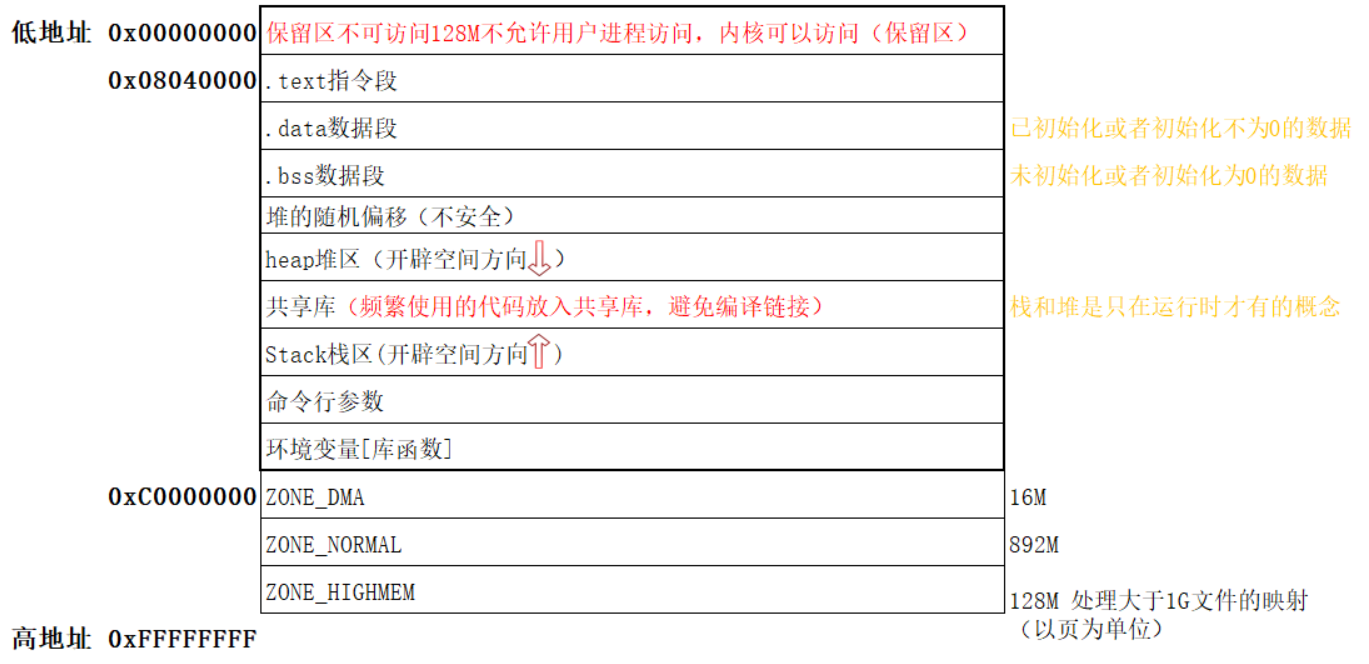 低地址 0x00000000 保留区不可访问128M不允许用户进程访问，内核可以访问（保留区）
0x08040000 .text指令段
.data数据段 已初始化或者初始化不为0的数据
.bss数据段 未初始化或者初始化为0的数据
堆的随机偏移（不安全）
heap堆区（开辟空间方向⇩）
共享库（频繁使用的代码放入共享库，避免编译链接） 栈和堆是只在运行时才有的概念
Stack栈区(开辟空间方向⇧)
命令行参数
环境变量[库函数]
0xC0000000 ZONE_DMA 16M
ZONE_NORMAL 892M
ZONE_HIGHMEM 128M 处理大于1G文件的映射
（以页为单位）
高地址 0xFFFFFFFF